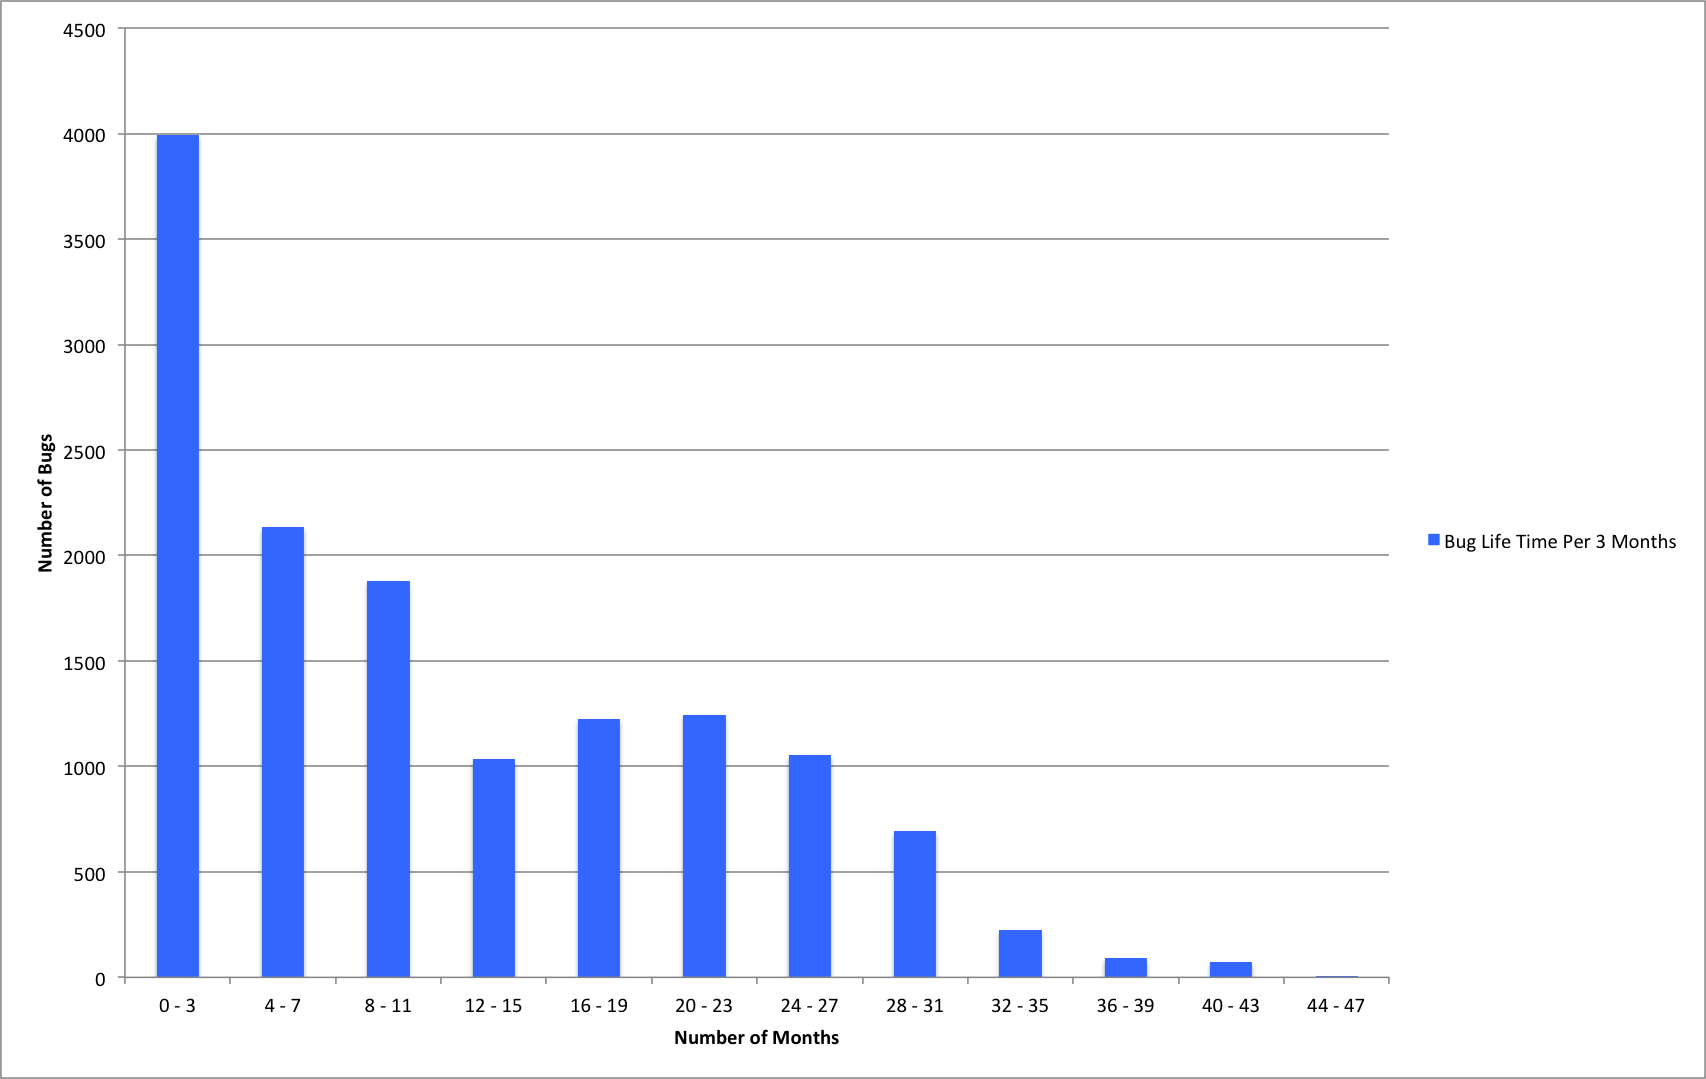 4500
4000
3500
3000
2500
2000
1500
1000
500
0
Number of Bugs
0 - 3
4 - 7
8 - 11
12 - 15
16 - 19
20 - 23
24 - 27
28 - 31
32 - 35
36 - 39
40 - 43
44 - 47
Number of Months
Bug Life Time Per 3 Months